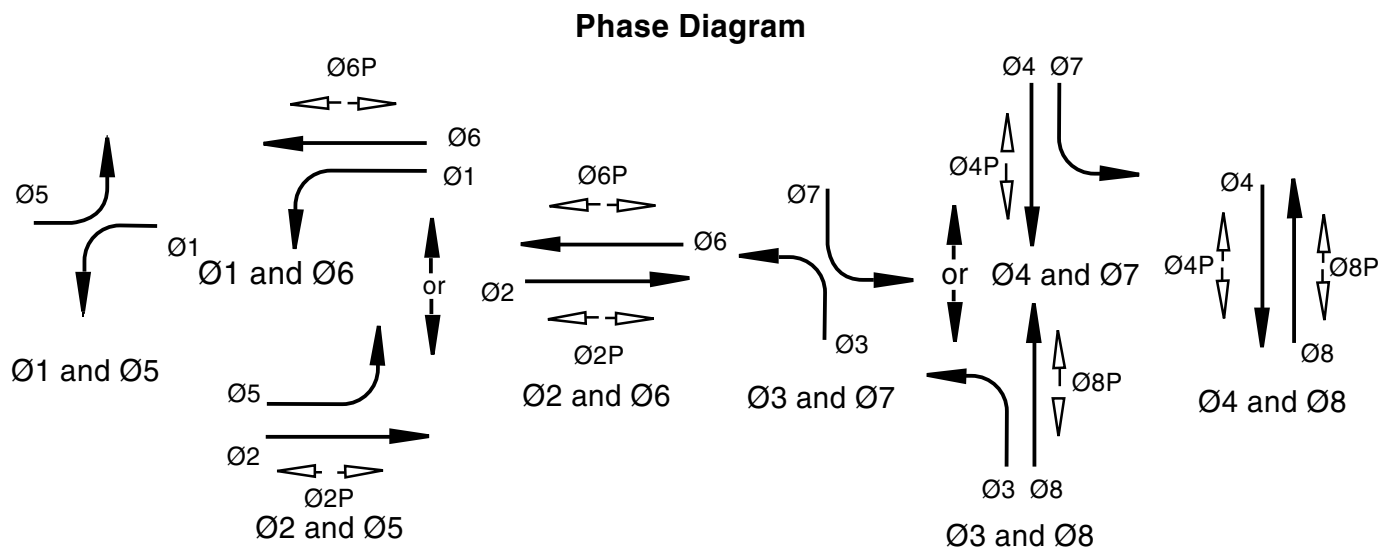 Phase Diagram
Ø5
Ø1
Ø1 and Ø5
Ø6P
Ø6
Ø1
Ø1 and Ø6
or
Ø5
Ø2
Ø2P
Ø2 and Ø5
Ø6P
Ø6
Ø2
Ø2P
Ø2 and Ø6
Ø7
Ø3
Ø3 and Ø7
Ø4 Ø7
Ø4P
or
Ø4 and Ø7
Ø8P
Ø3 Ø8
Ø3 and Ø8
Ø4
Ø4P
Ø8P
Ø8
Ø4 and Ø8